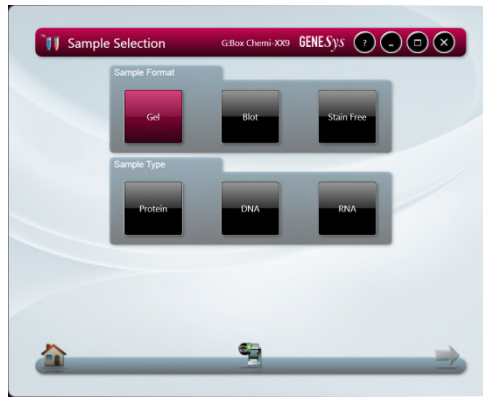 Sample Selection G:Box Chemi-XX9 GENESys ? - X
Sample Format
Gel Blot Stain Free
Sample Type
Protein DNA RNA